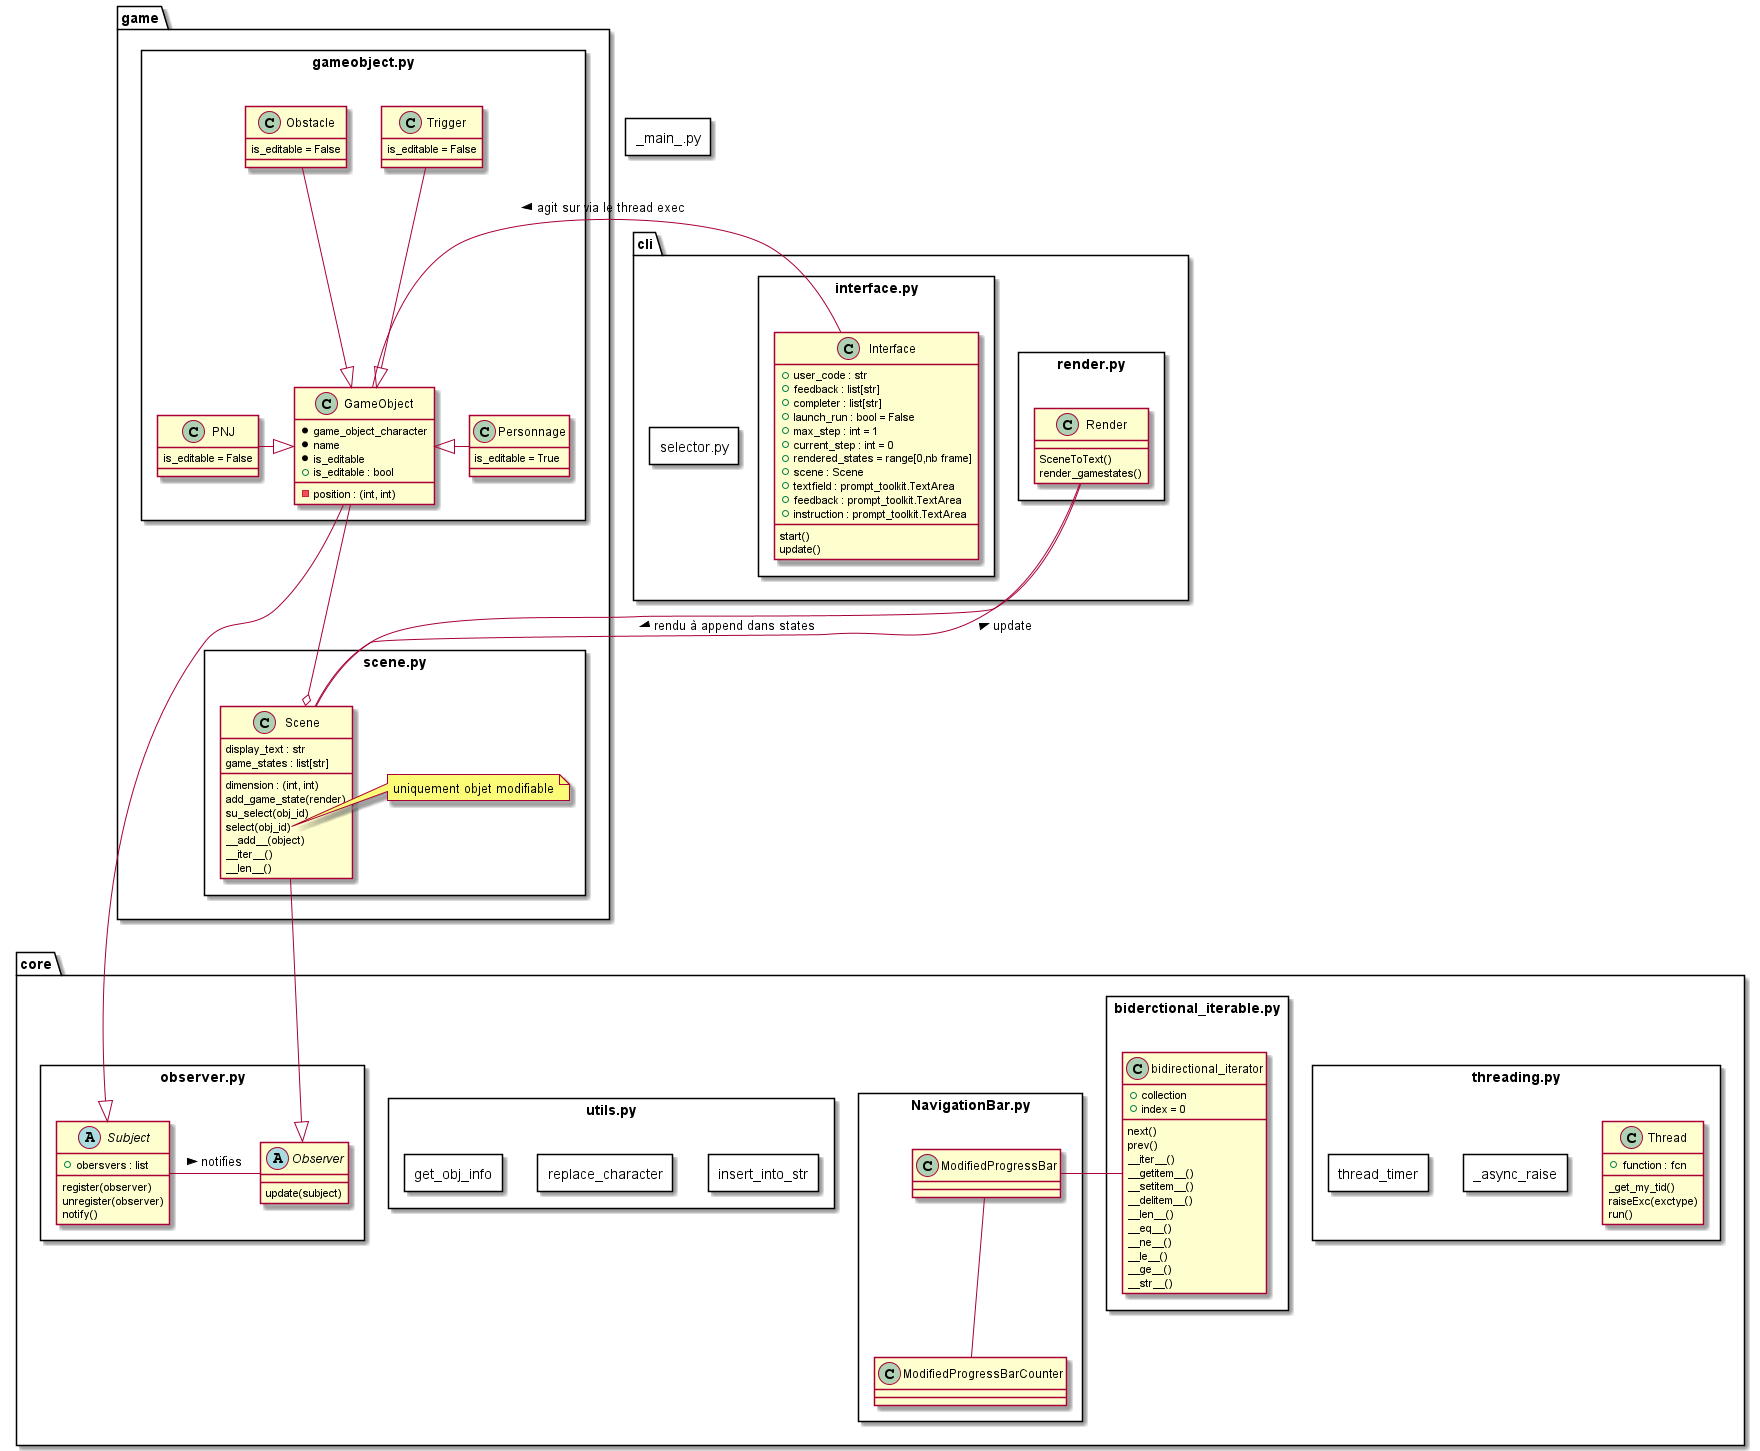 game
gameobject.py
Obstacle
is_editable = False
Trigger
is_editable = False
_main_.py
agit sur via le thread exec
GameObject
game_object_character
name
is_editable
is_editable : bool
position : (int, int)
PNJ
is_editable = False
Personnage
is_editable = True
cli
selector.py
interface.py
Interface
user_code : str
feedback : list[str]
completer : list[str]
launch_run : bool = False
max_step : int = 1
current_step : int = 0
rendered_states = range[0,nb frame]
scene : Scene
textfield : prompt_toolkit.TextArea
feedback : prompt_toolkit.TextArea
instruction : prompt_toolkit.TextArea
start()
update()
render.py
Render
SceneToText()
render_gamestates()
rendu à append dans states
update
scene.py
Scene
display_text : str
game_states : list[str]
dimension : (int, int)
add_game_state(render)
su_select(obj_id)
select(obj_id)
__add__(object)
__iter__()
__len__()
uniquement objet modifiable
core
observer.py
Subject
obersvers : list
register(observer)
unregister(observer)
notify()
notifies
Observer
update(subject)
utils.py
get_obj_info
replace_character
insert_into_str
NavigationBar.py
ModifiedProgressBar
ModifiedProgressBarCounter
biderctional_iterable.py
bidirectional_iterator
collection
index = 0
next()
prev()
__iter__()
__getitem__()
__setitem__()
__delitem__()
__len__()
__eq__()
__ne__()
__le__()
__ge__()
__str__()
threading.py
thread_timer
_async_raise
Thread
function : fcn
_get_my_tid()
raiseExc(exctype)
run()